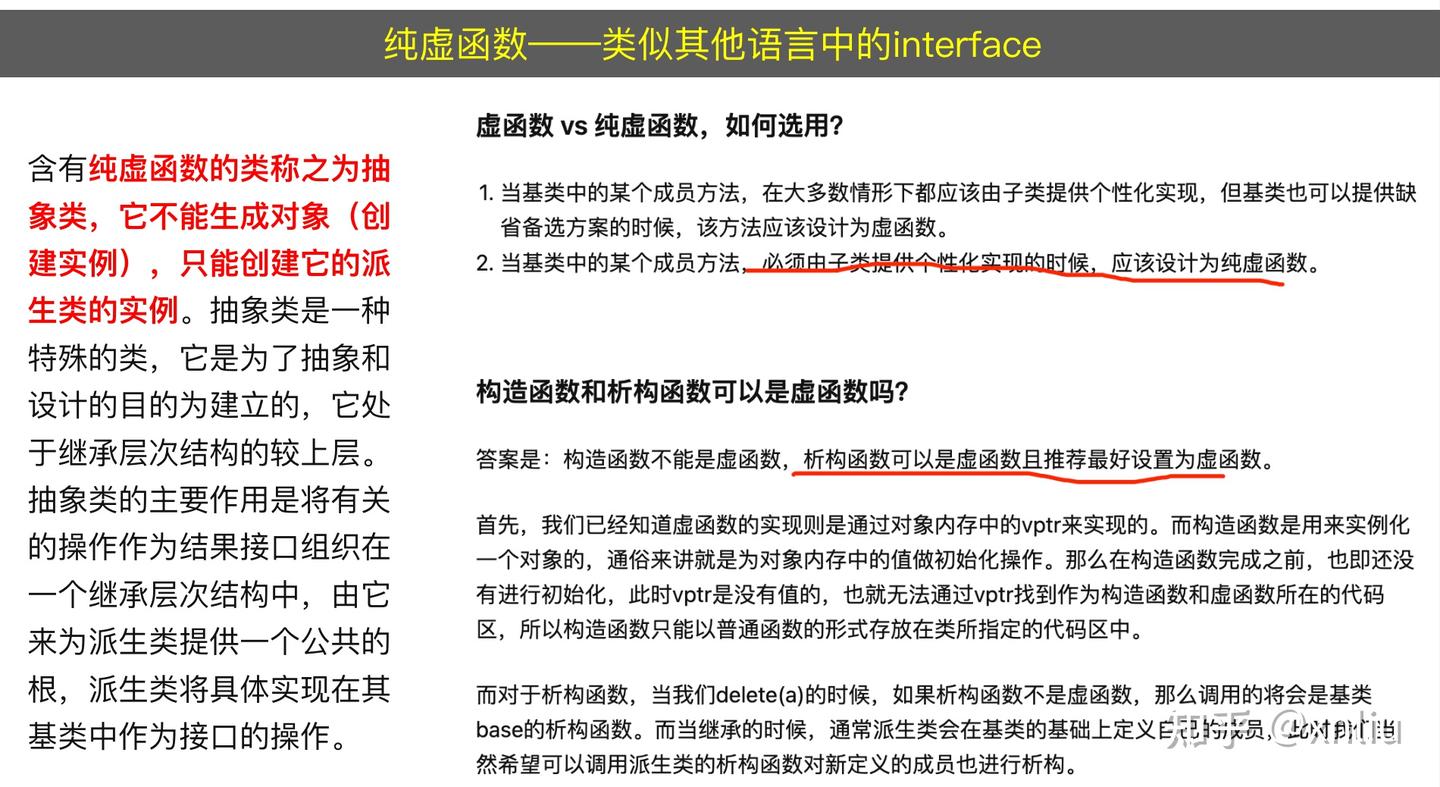 纯虚函数——类似其他语言中的interface
含有纯虚函数的类称之为抽
象类，它不能生成对象（创
建实例），只能创建它的派
生类的实例。抽象类是一种
特殊的类，它是为了抽象和
设计的目的为建立的，它处
于继承层次结构的较上层。
抽象类的主要作用是将有关
的操作作为结果接口组织在
一个继承层次结构中，由它
来为派生类提供一个公共的
根，派生类将具体实现在其
基类中作为接口的操作。
虚函数 vs 纯虚函数，如何选用？
1. 当基类中的某个成员方法，在大多数情形下都应该由子类提供个性化实现，但基类也可以提供缺
省备选方案的时候，该方法应该设计为虚函数。
2. 当基类中的某个成员方法，必须由子类提供个性化实现的时候，应该设计为纯虚函数。
构造函数和析构函数可以是虚函数吗？
答案是：构造函数不能是虚函数，析构函数可以是虚函数且推荐最好设置为虚函数。
首先，我们已经知道虚函数的实现则是通过对象内存中的vptr来实现的。而构造函数是用来实例化
一个对象的，通俗来讲就是为对象内存中的值做初始化操作。那么在构造函数完成之前，也即还没
有进行初始化，此时vptr是没有值的，也就无法通过vptr找到作为构造函数和虚函数所在的代码
区，所以构造函数只能以普通函数的形式存放在类所指定的代码区中。
而对于析构函数，当我们delete(a)的时候，如果析构函数不是虚函数，那么调用的将会是基类
base的析构函数。而当继承的时候，通常派生类会在基类的基础上定义自己的成员，此时我们当
然希望可以调用派生类的析构函数对新定义的成员也进行析构。
知乎 @xnliu